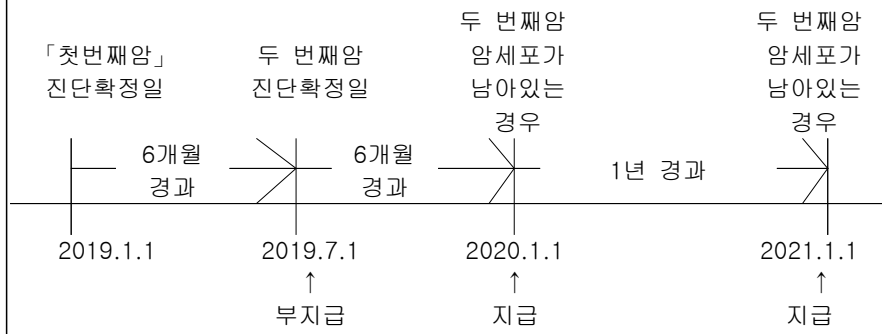 「첫번째암」
진단확정일
두 번째암
진단확정일
두 번째암
암세포가
남아있는
경우
두 번째암
암세포가
남아있는
경우
6개월
경과
6개월
경과
1년 경과
2019.1.1
2019.7.1
2020.1.1
2021.1.1
↑
↑
↑
부지급
지급
지급